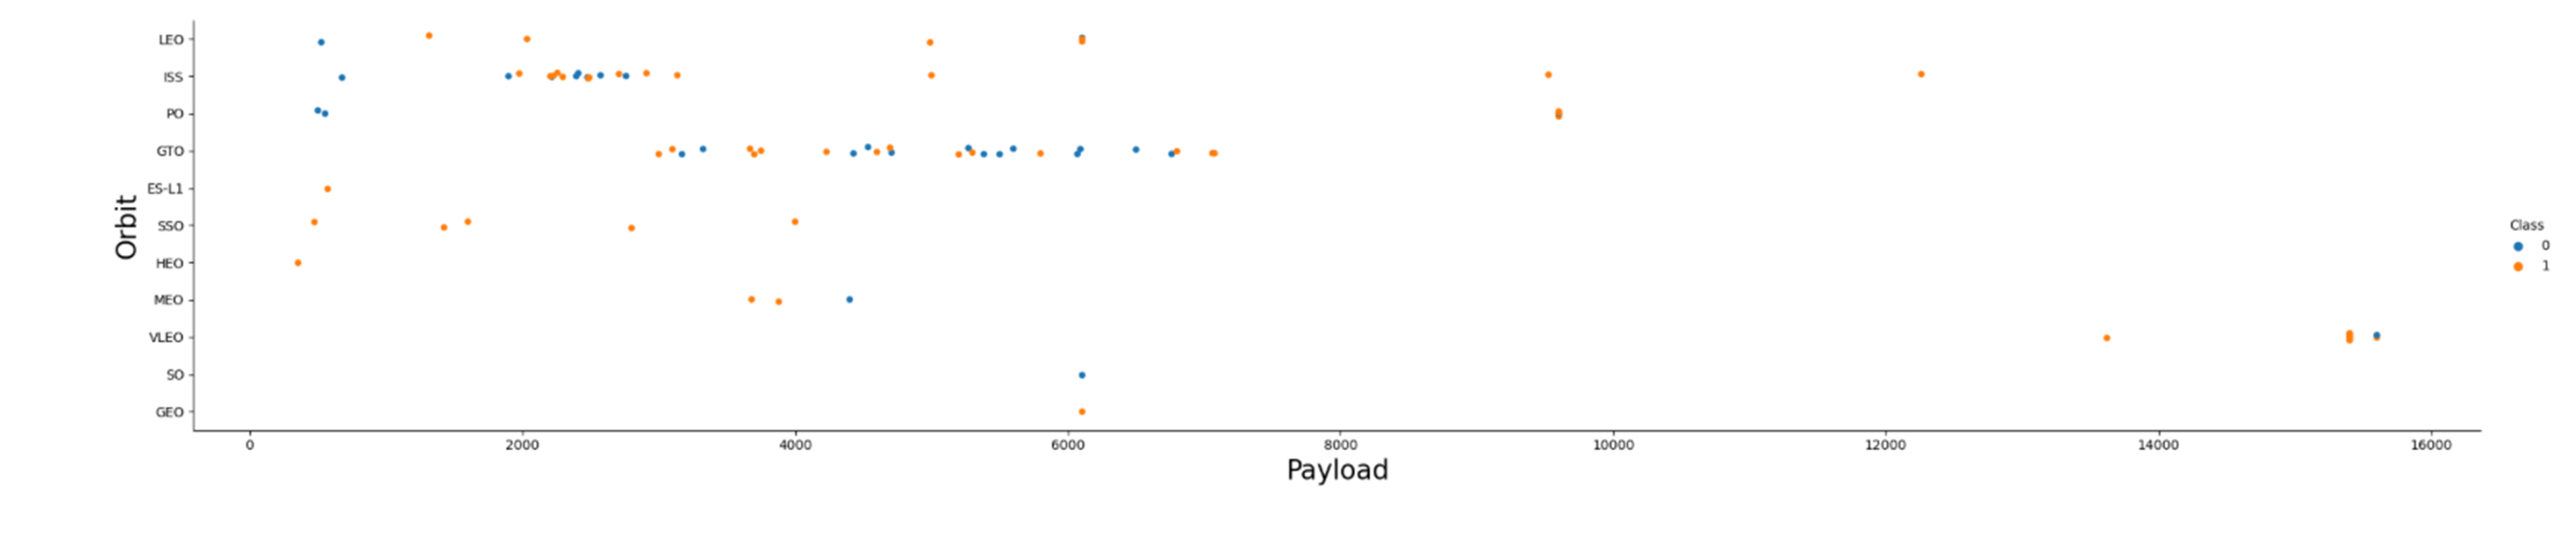 LEO
ISS
PO
GTO
ES-L1
SSO
HEO
MEO
VLEO
SO
GEO
Orbit
0 2000 4000 6000 8000 10000 12000 14000 16000
Payload
Class
0
1